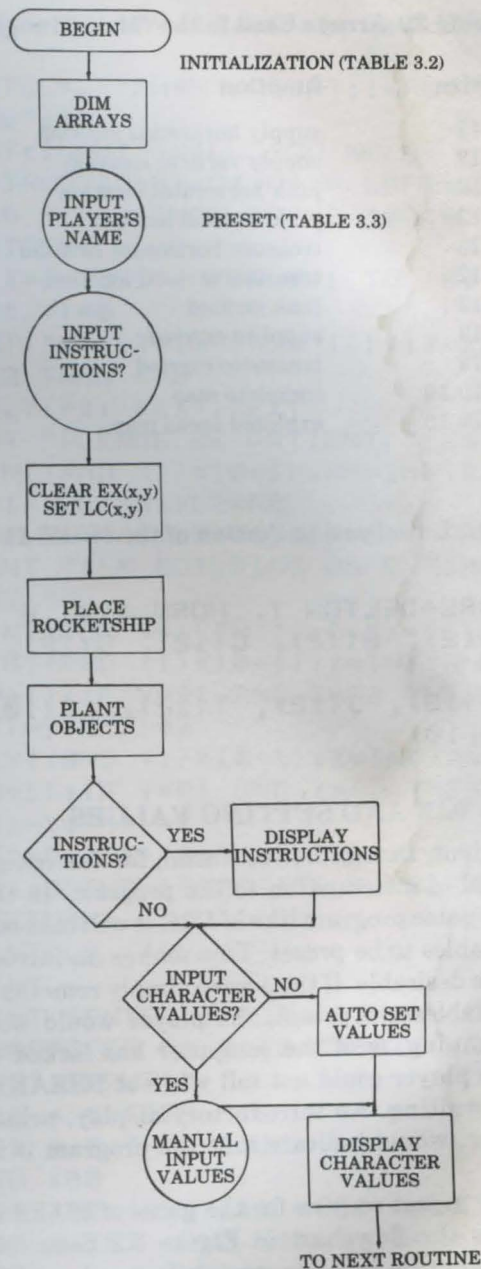 BEGIN
INITIALIZATION (TABLE 3.2)
DIM
ARRAYS
INPUT
PLAYER'S
NAME
PRESET (TABLE 3.3)
INPUT
INSTRUC-
TIONS?
CLEAR EX(x,y)
SET LC(x,y)
PLACE
ROCKETSHIP
PLANT
OBJECTS
INSTRUC-
TIONS?
YES
DISPLAY
INSTRUCTIONS
NO
INPUT
CHARACTER
VALUES?
NO
AUTO SET
VALUES
YES
MANUAL
INPUT
VALUES
DISPLAY
CHARACTER
VALUES
TO NEXT ROUTINE